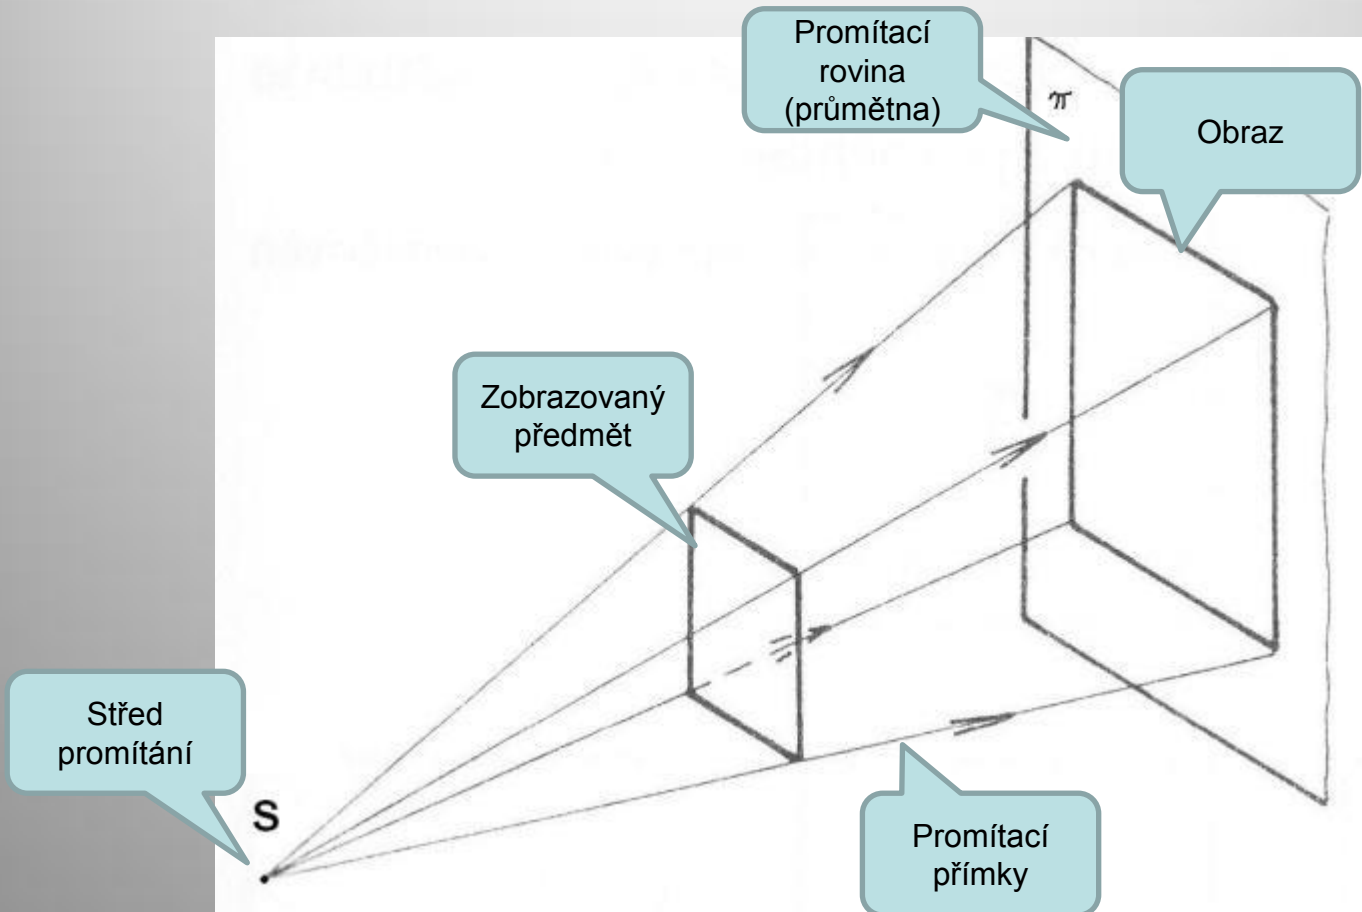 Promítací
rovina
(průmětna)
π
Obraz
Zobrazovaný
předmět
Střed
promítání
S
Promítací
přímky